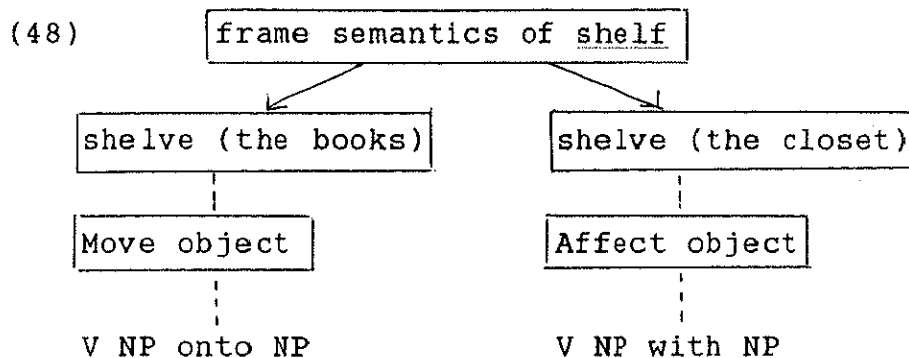 (48) frame semantics of shelf
shelve (the books) shelve (the closet)
Move object Affect object
V NP onto NP V NP with NP